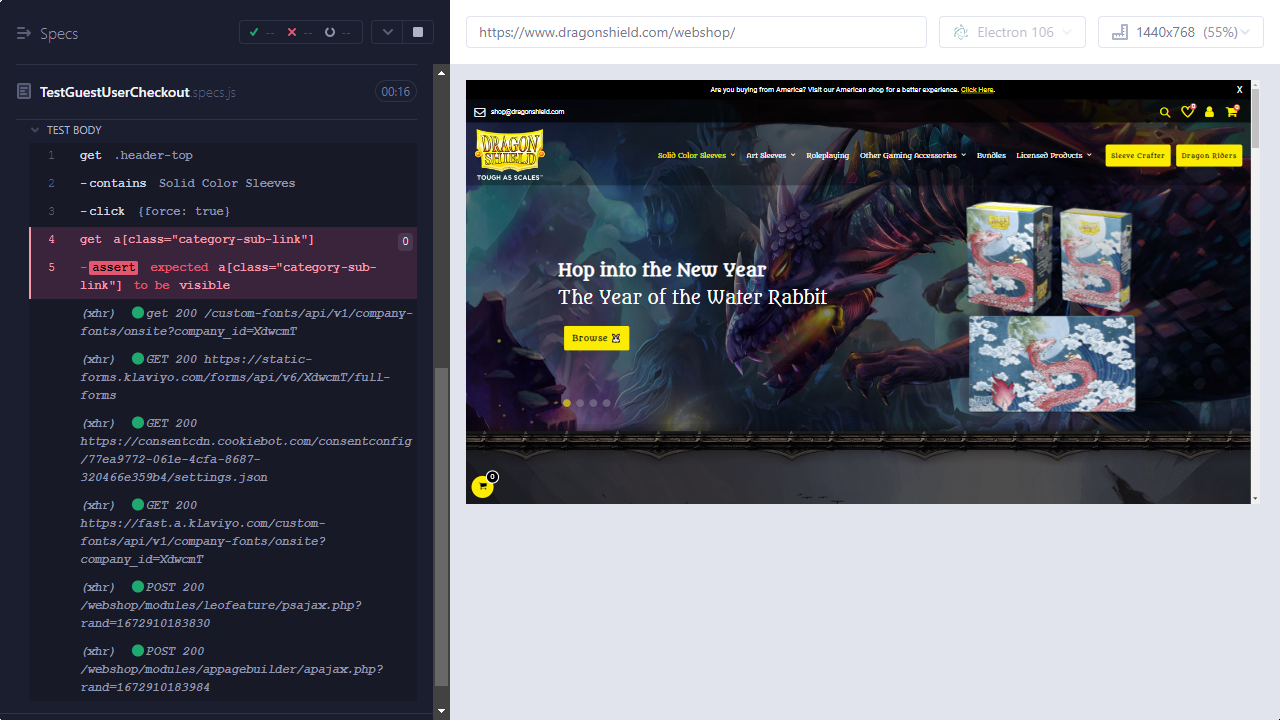 Specs
-- -- --
https://www.dragonshield.com/webshop/
Electron 106
1440x768 (55%)
TestGuestUserCheckout specs.js
00:16
TEST BODY
1 get .header-top
2 -contains Solid Color Sleeves
3 -click {force: true}
4 get a[class="category-sub-link"] 0
5 -assert expected a[class="category-sub-
link"] to be visible
(xhr) get 200 /custom-fonts/api/v1/company-
fonts/onsite?company_id=XdwcmT
(xhr) GET 200 https://static-
forms.klaviyo.com/forms/api/v6/XdwcmT/full-
forms
(xhr) GET 200
https://consentcdn.cookiebot.com/consentconfig
/77ea9772-061e-4cfa-8687-
320466e359b4/settings.json
(xhr) GET 200
https://fast.a.klaviyo.com/custom-
fonts/api/v1/company-fonts/onsite?
company_id=XdwcmT
(xhr) POST 200
/webshop/modules/leofeature/psajax.php?
rand=1672910183830
(xhr) POST 200
/webshop/modules/appagebuilder/apajax.php?
rand=1672910183984
Are you buying from America? Visit our American shop for a better experience. Click Here.
X
shop@dragonshield.com
DRAGON
SHIELD
TOUGH AS SCALES™
Solid Color Sleeves Art Sleeves Roleplaying Other Gaming Accessories Bundles Licensed Products Sleeve Crafter Dragon Riders
Hop into the New Year
The Year of the Water Rabbit
Browse
0